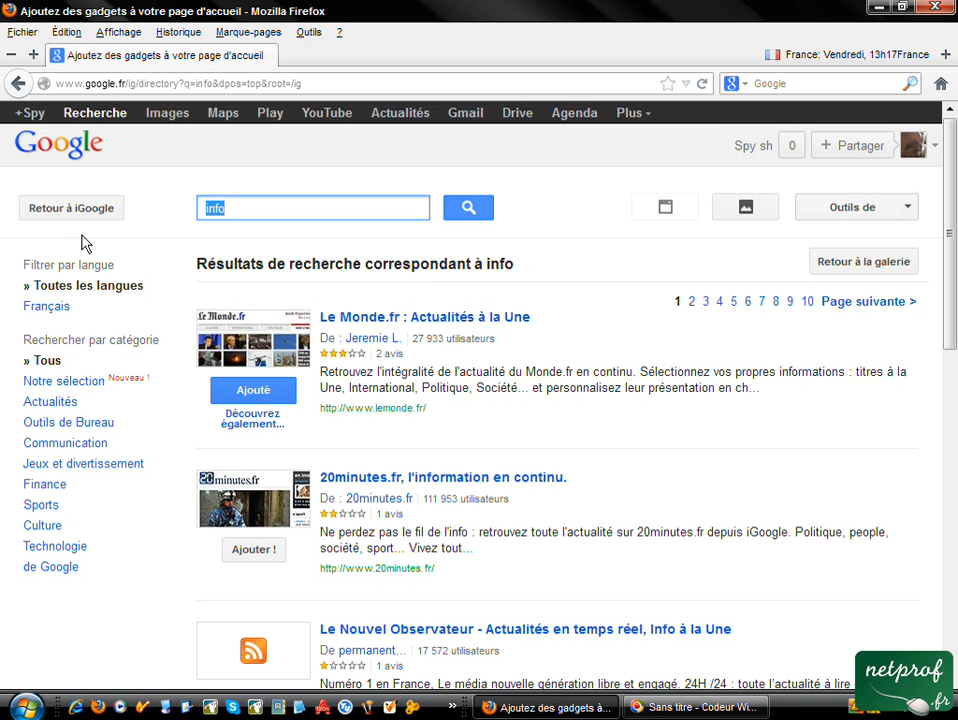 Ajoutez des gadgets à votre page d'accueil - Mozilla Firefox
Fichier Édition Affichage Historique Marque-pages Outils ?
Ajoutez des gadgets à votre page d'accueil
France: Vendredi, 13h17France
www.google.fr/ig/directory?q=info&dpos=top&root=/ig
Google
+Spy Recherche Images Maps Play YouTube Actualités Gmail Drive Agenda Plus
Google
Spy sh 0 + Partager
Retour à iGoogle
info
Outils de
Filtrer par langue
» Toutes les langues
Français
Rechercher par catégorie
» Tous
Notre sélection Nouveau !
Actualités
Outils de Bureau
Communication
Jeux et divertissement
Finance
Sports
Culture
Technologie
de Google
Résultats de recherche correspondant à info
Retour à la galerie
1 2 3 4 5 6 7 8 9 10 Page suivante >
Le Monde.fr
Le Monde.fr : Actualités à la Une
De : Jeremie L. 27 933 utilisateurs
2 avis
Retrouvez l'intégralité de l'actualité du Monde.fr en continu. Sélectionnez vos propres informations : titres à la
Une, International, Politique, Société... et personnalisez leur présentation en ch...
http://www.lemonde.fr/
Ajouté
Découvrez
également...
20minutes.fr
20minutes.fr, l'information en continu.
De : 20minutes.fr 111 953 utilisateurs
1 avis
Ne perdez pas le fil de l'info : retrouvez toute l'actualité sur 20minutes.fr depuis iGoogle. Politique, people,
société, sport... Vivez tout...
http://www.20minutes.fr/
Ajouter !
Le Nouvel Observateur - Actualités en temps réel, Info à la Une
De permanent... 17 572 utilisateurs
1 avis
Numéro 1 en France, Le média nouvelle génération libre et engagé. 24H /24 : toute l'actualité à lire
netprof
.fr
Ajoutez des gadgets à...
Sans titre - Codeur Wi...